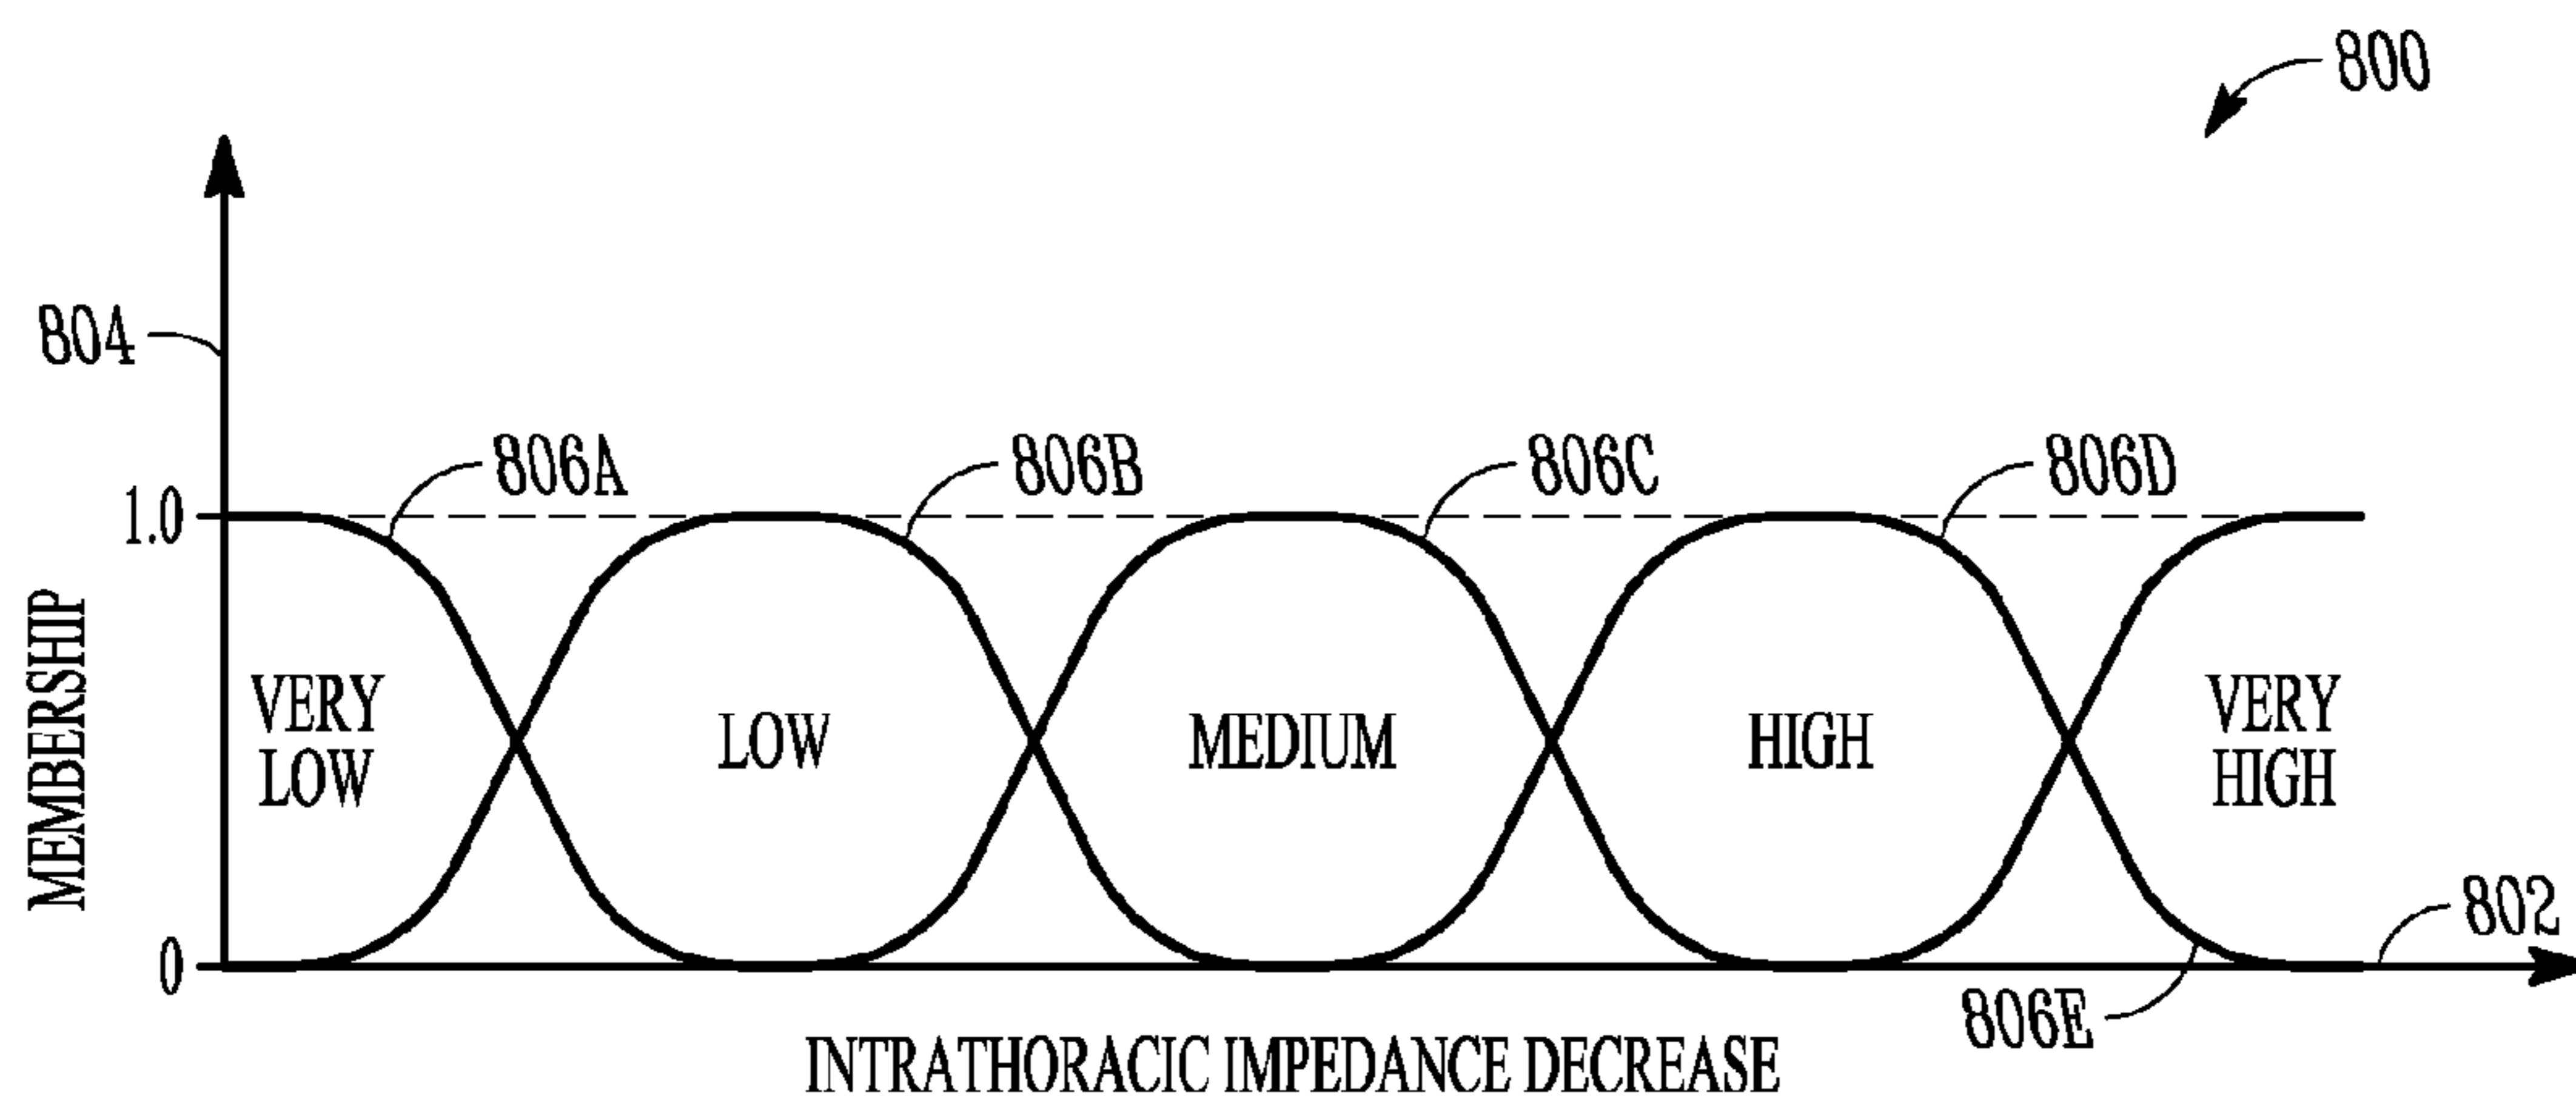 800
804
806A
806B
806C
806D
1.0
MEMBERSHIP
VERY
LOW
LOW
MEDIUM
HIGH
VERY
HIGH
802
0
806E
INTRATHORACIC IMPEDANCE DECREASE